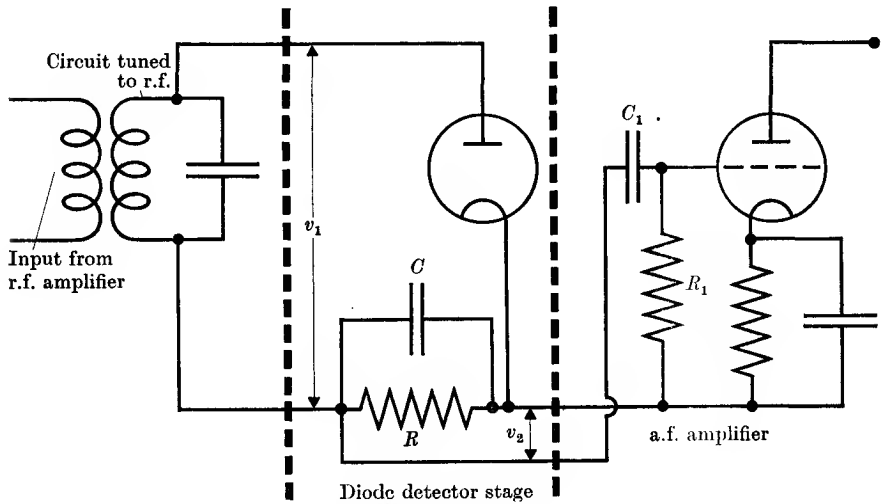 Circuit tuned
to r.f.
Input from
r.f. amplifier
v₁
C
R
v₂
C₁
R₁
a.f. amplifier
Diode detector stage